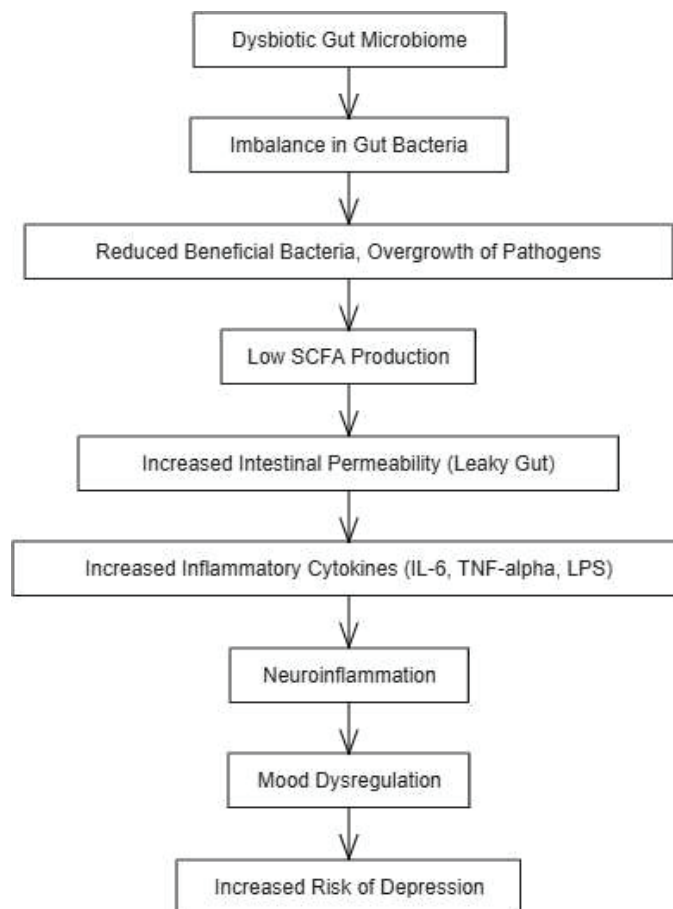 Dysbiotic Gut Microbiome
Imbalance in Gut Bacteria
Reduced Beneficial Bacteria, Overgrowth of Pathogens
Low SCFA Production
Increased Intestinal Permeability (Leaky Gut)
Increased Inflammatory Cytokines (IL-6, TNF-alpha, LPS)
Neuroinflammation
Mood Dysregulation
Increased Risk of Depression